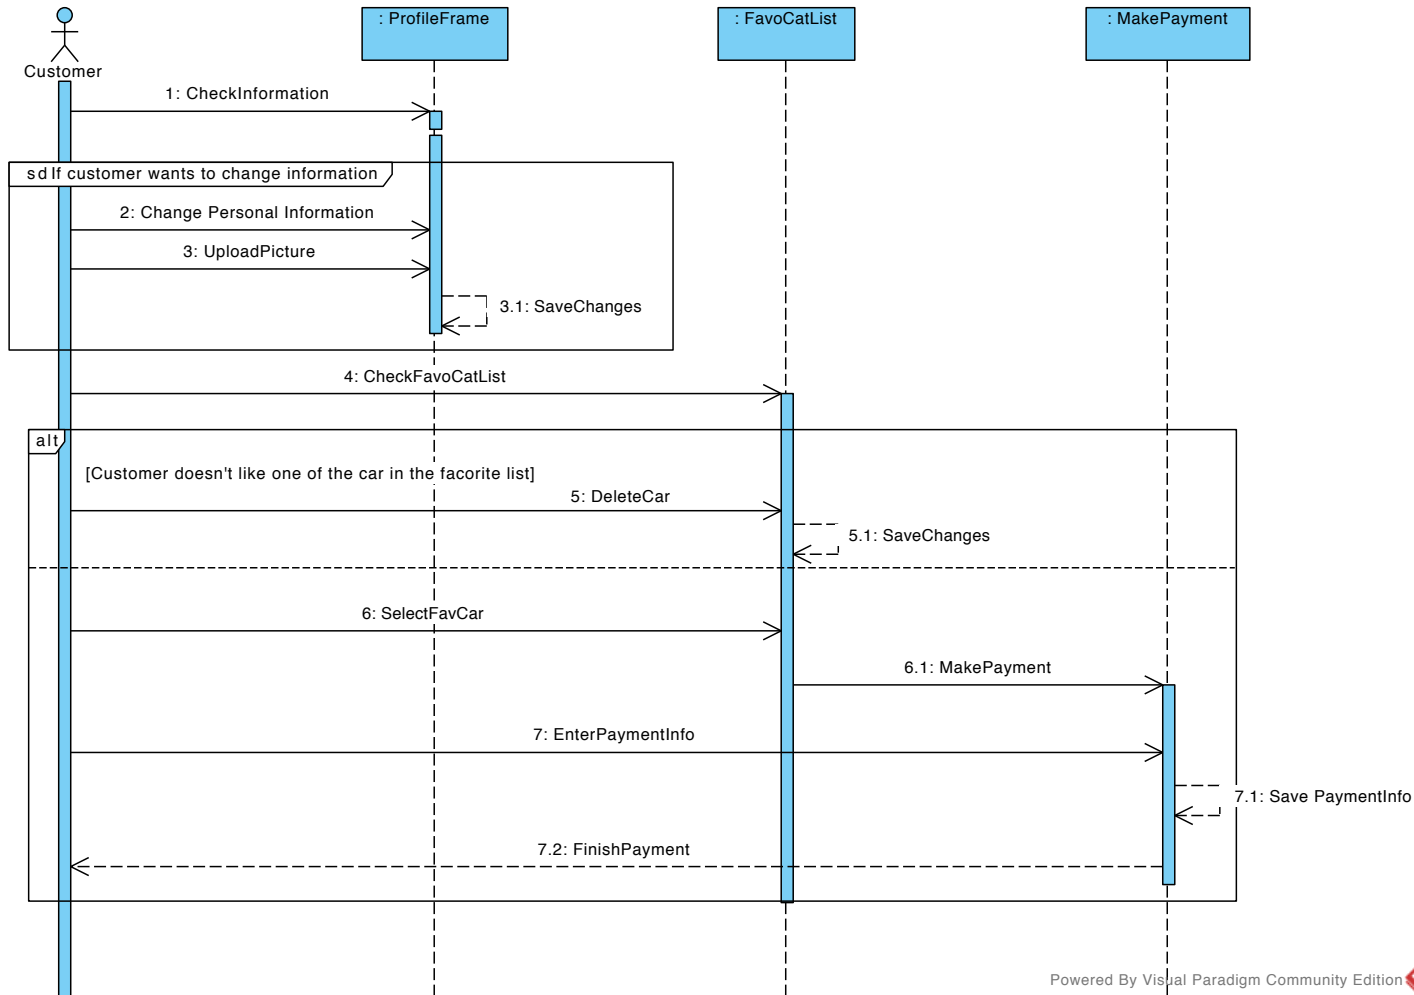 : ProfileFrame
: FavoCatList
: MakePayment
Customer
1: CheckInformation
sd If customer wants to change information
2: Change Personal Information
3: UploadPicture
3.1: SaveChanges
4: CheckFavoCatList
alt
[Customer doesn't like one of the car in the facorite list]
5: DeleteCar
5.1: SaveChanges
6: SelectFavCar
6.1: MakePayment
7: EnterPaymentInfo
7.1: Save PaymentInfo
7.2: FinishPayment
Powered By Visual Paradigm Community Edition